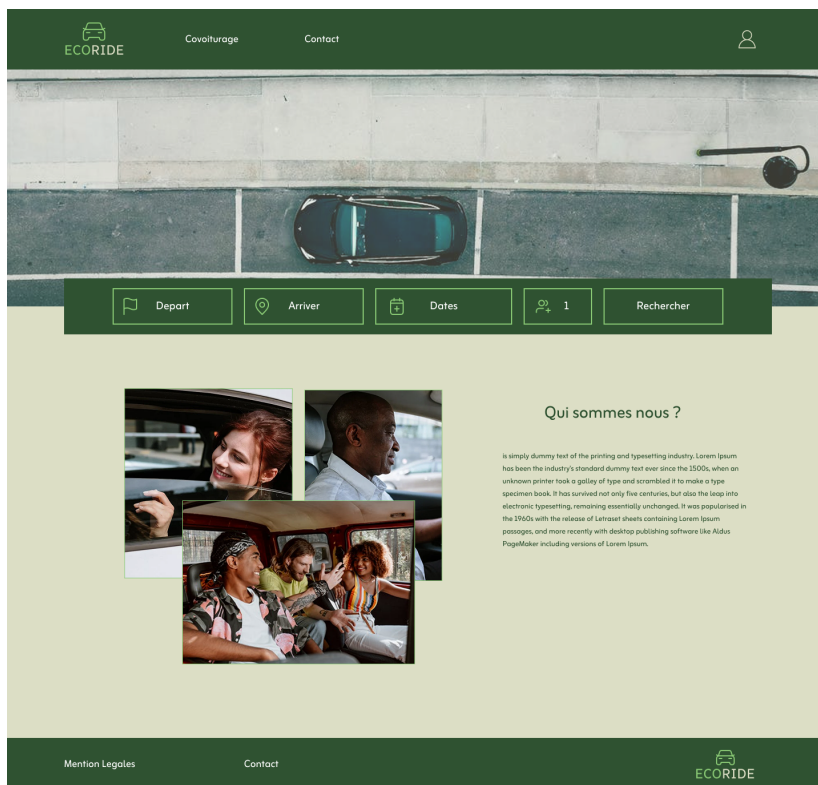 ECORIDE
Covoiturage
Contact
Depart
Arriver
Dates
1
Rechercher
Qui sommes nous ?
is simply dummy text of the printing and typesetting industry. Lorem Ipsum
has been the industry's standard dummy text ever since the 1500s, when an
unknown printer took a galley of type and scrambled it to make a type
specimen book. It has survived not only five centuries, but also the leap into
electronic typesetting, remaining essentially unchanged. It was popularised in
the 1960s with the release of Letraset sheets containing Lorem Ipsum
passages, and more recently with desktop publishing software like Aldus
PageMaker including versions of Lorem Ipsum.
Mention Legales
Contact
ECORIDE